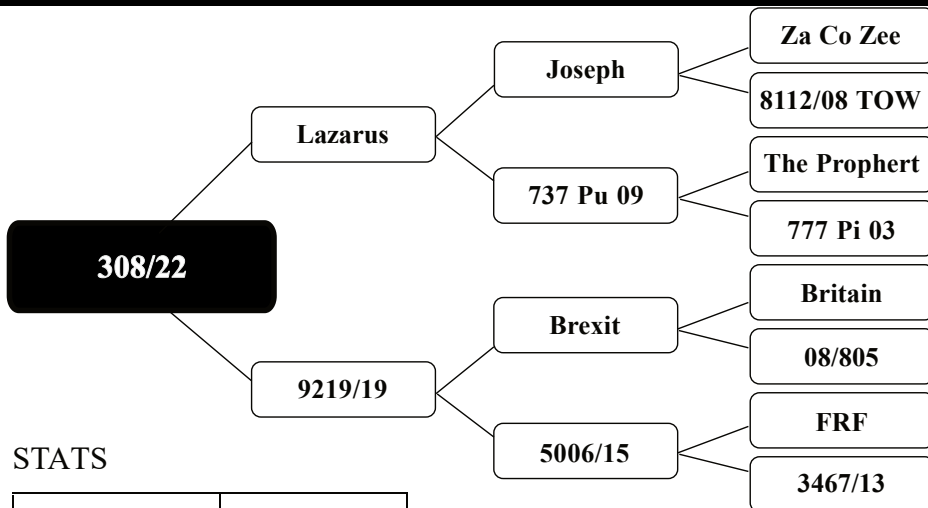 Za Co Zee
Joseph
8112/08 TOW
Lazarus
The Prophert
737 Pu 09
777 Pi 03
308/22
Britain
Brexit
08/805
9219/19
FRF
5006/15
3467/13
STATS